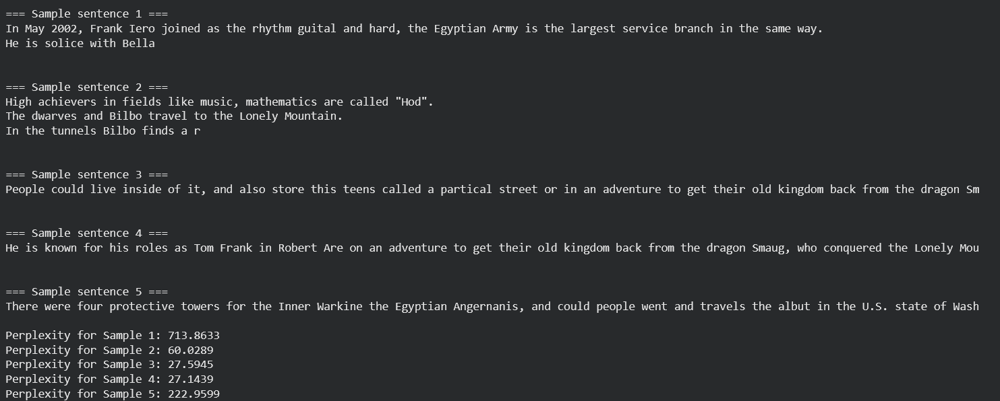 === Sample sentence 1 ===
In May 2002, Frank Iero joined as the rhythm guital and hard, the Egyptian Army is the largest service branch in the same way.
He is solice with Bella
=== Sample sentence 2 ===
High achievers in fields like music, mathematics are called "Hod".
The dwarves and Bilbo travel to the Lonely Mountain.
In the tunnels Bilbo finds a r
=== Sample sentence 3 ===
People could live inside of it, and also store this teens called a partical street or in an adventure to get their old kingdom back from the dragon Sm
=== Sample sentence 4 ===
He is known for his roles as Tom Frank in Robert Are on an adventure to get their old kingdom back from the dragon Smaug, who conquered the Lonely Mou
=== Sample sentence 5 ===
There were four protective towers for the Inner Warkine the Egyptian Angernanis, and could people went and travels the albut in the U.S. state of Wash
Perplexity for Sample 1: 713.8633
Perplexity for Sample 2: 60.0289
Perplexity for Sample 3: 27.5945
Perplexity for Sample 4: 27.1439
Perplexity for Sample 5: 222.9599